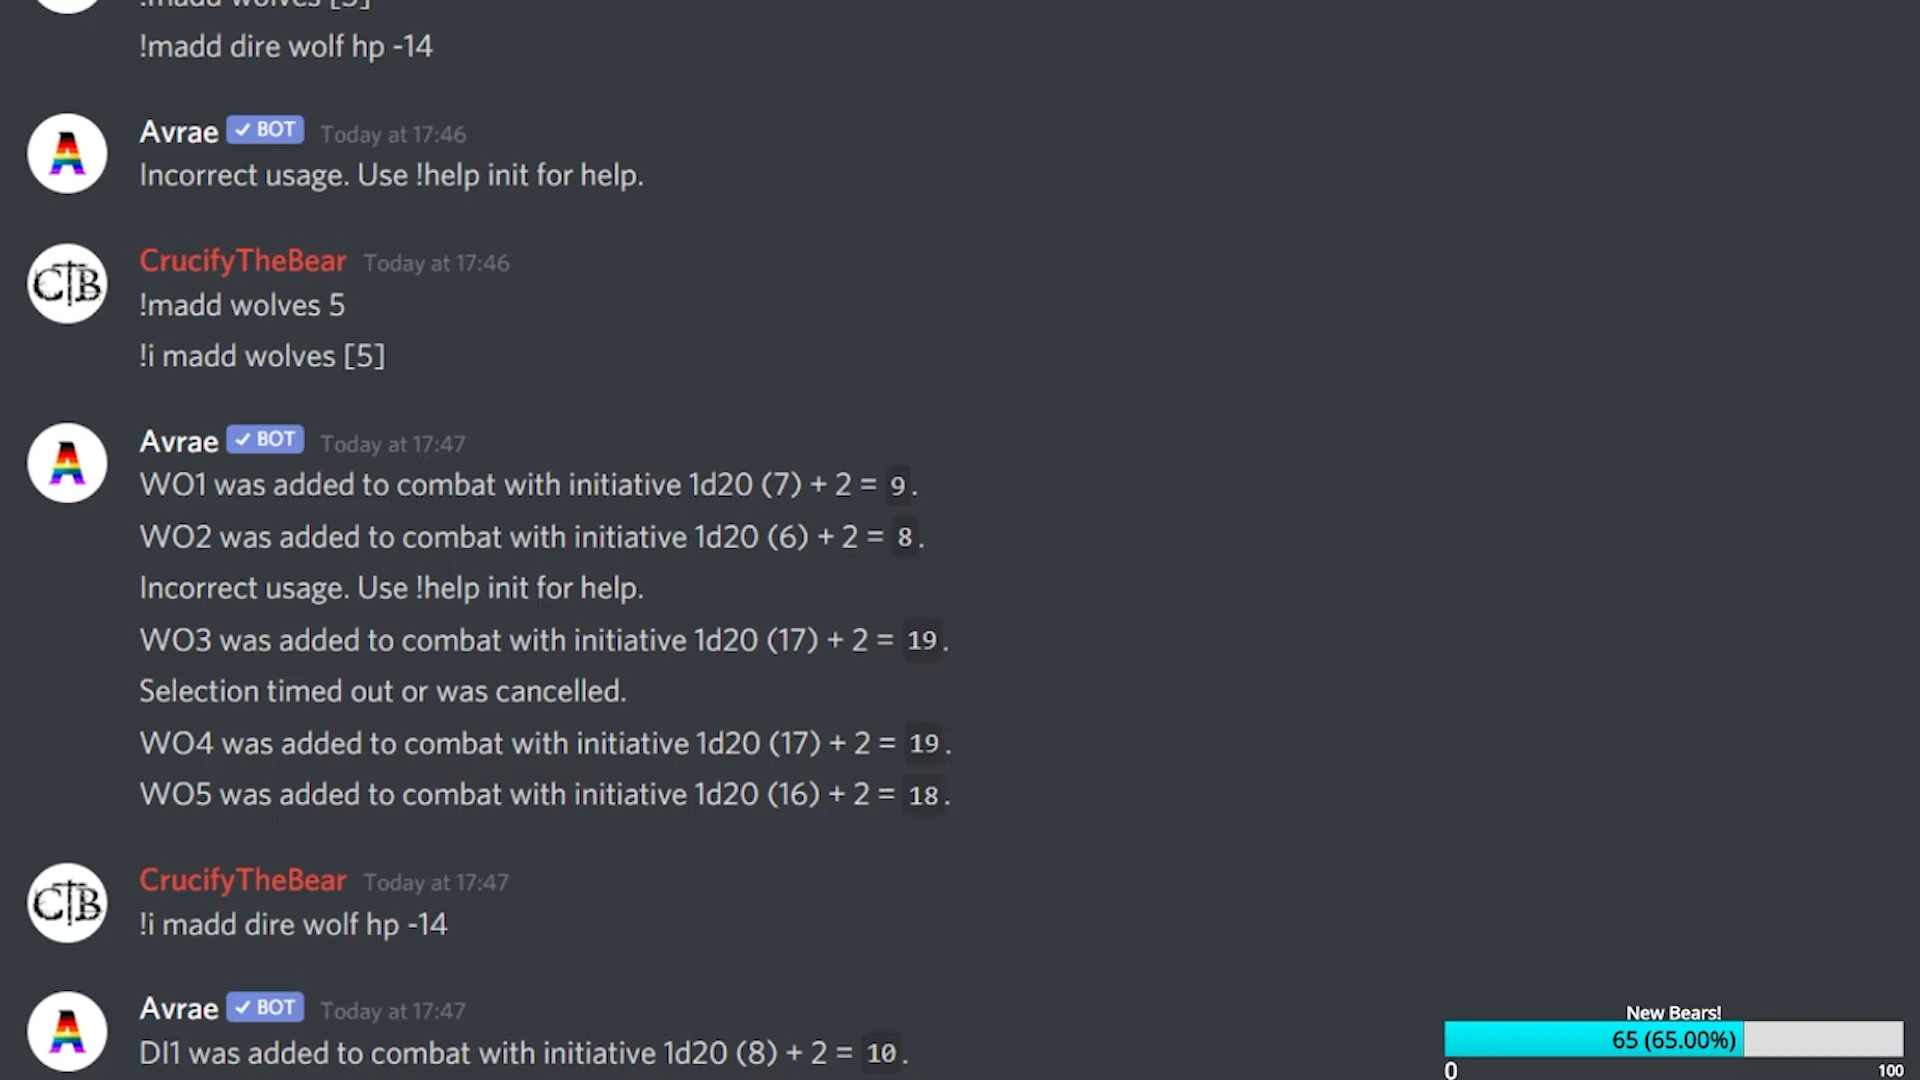 !madd wolves [5]
!madd dire wolf hp -14
A
Avrae ✓ BOT Today at 17:46
Incorrect usage. Use !help init for help.
CTB
CrucifyTheBear Today at 17:46
!madd wolves 5
!i madd wolves [5]
A
Avrae ✓ BOT Today at 17:47
WO1 was added to combat with initiative 1d20 (7) + 2 = 9.
WO2 was added to combat with initiative 1d20 (6) + 2 = 8.
Incorrect usage. Use !help init for help.
WO3 was added to combat with initiative 1d20 (17) + 2 = 19.
Selection timed out or was cancelled.
WO4 was added to combat with initiative 1d20 (17) + 2 = 19.
WO5 was added to combat with initiative 1d20 (16) + 2 = 18.
CTB
CrucifyTheBear Today at 17:47
!i madd dire wolf hp -14
A
Avrae ✓ BOT Today at 17:47
DI1 was added to combat with initiative 1d20 (8) + 2 = 10.
New Bears!
65 (65.00%)
0 100